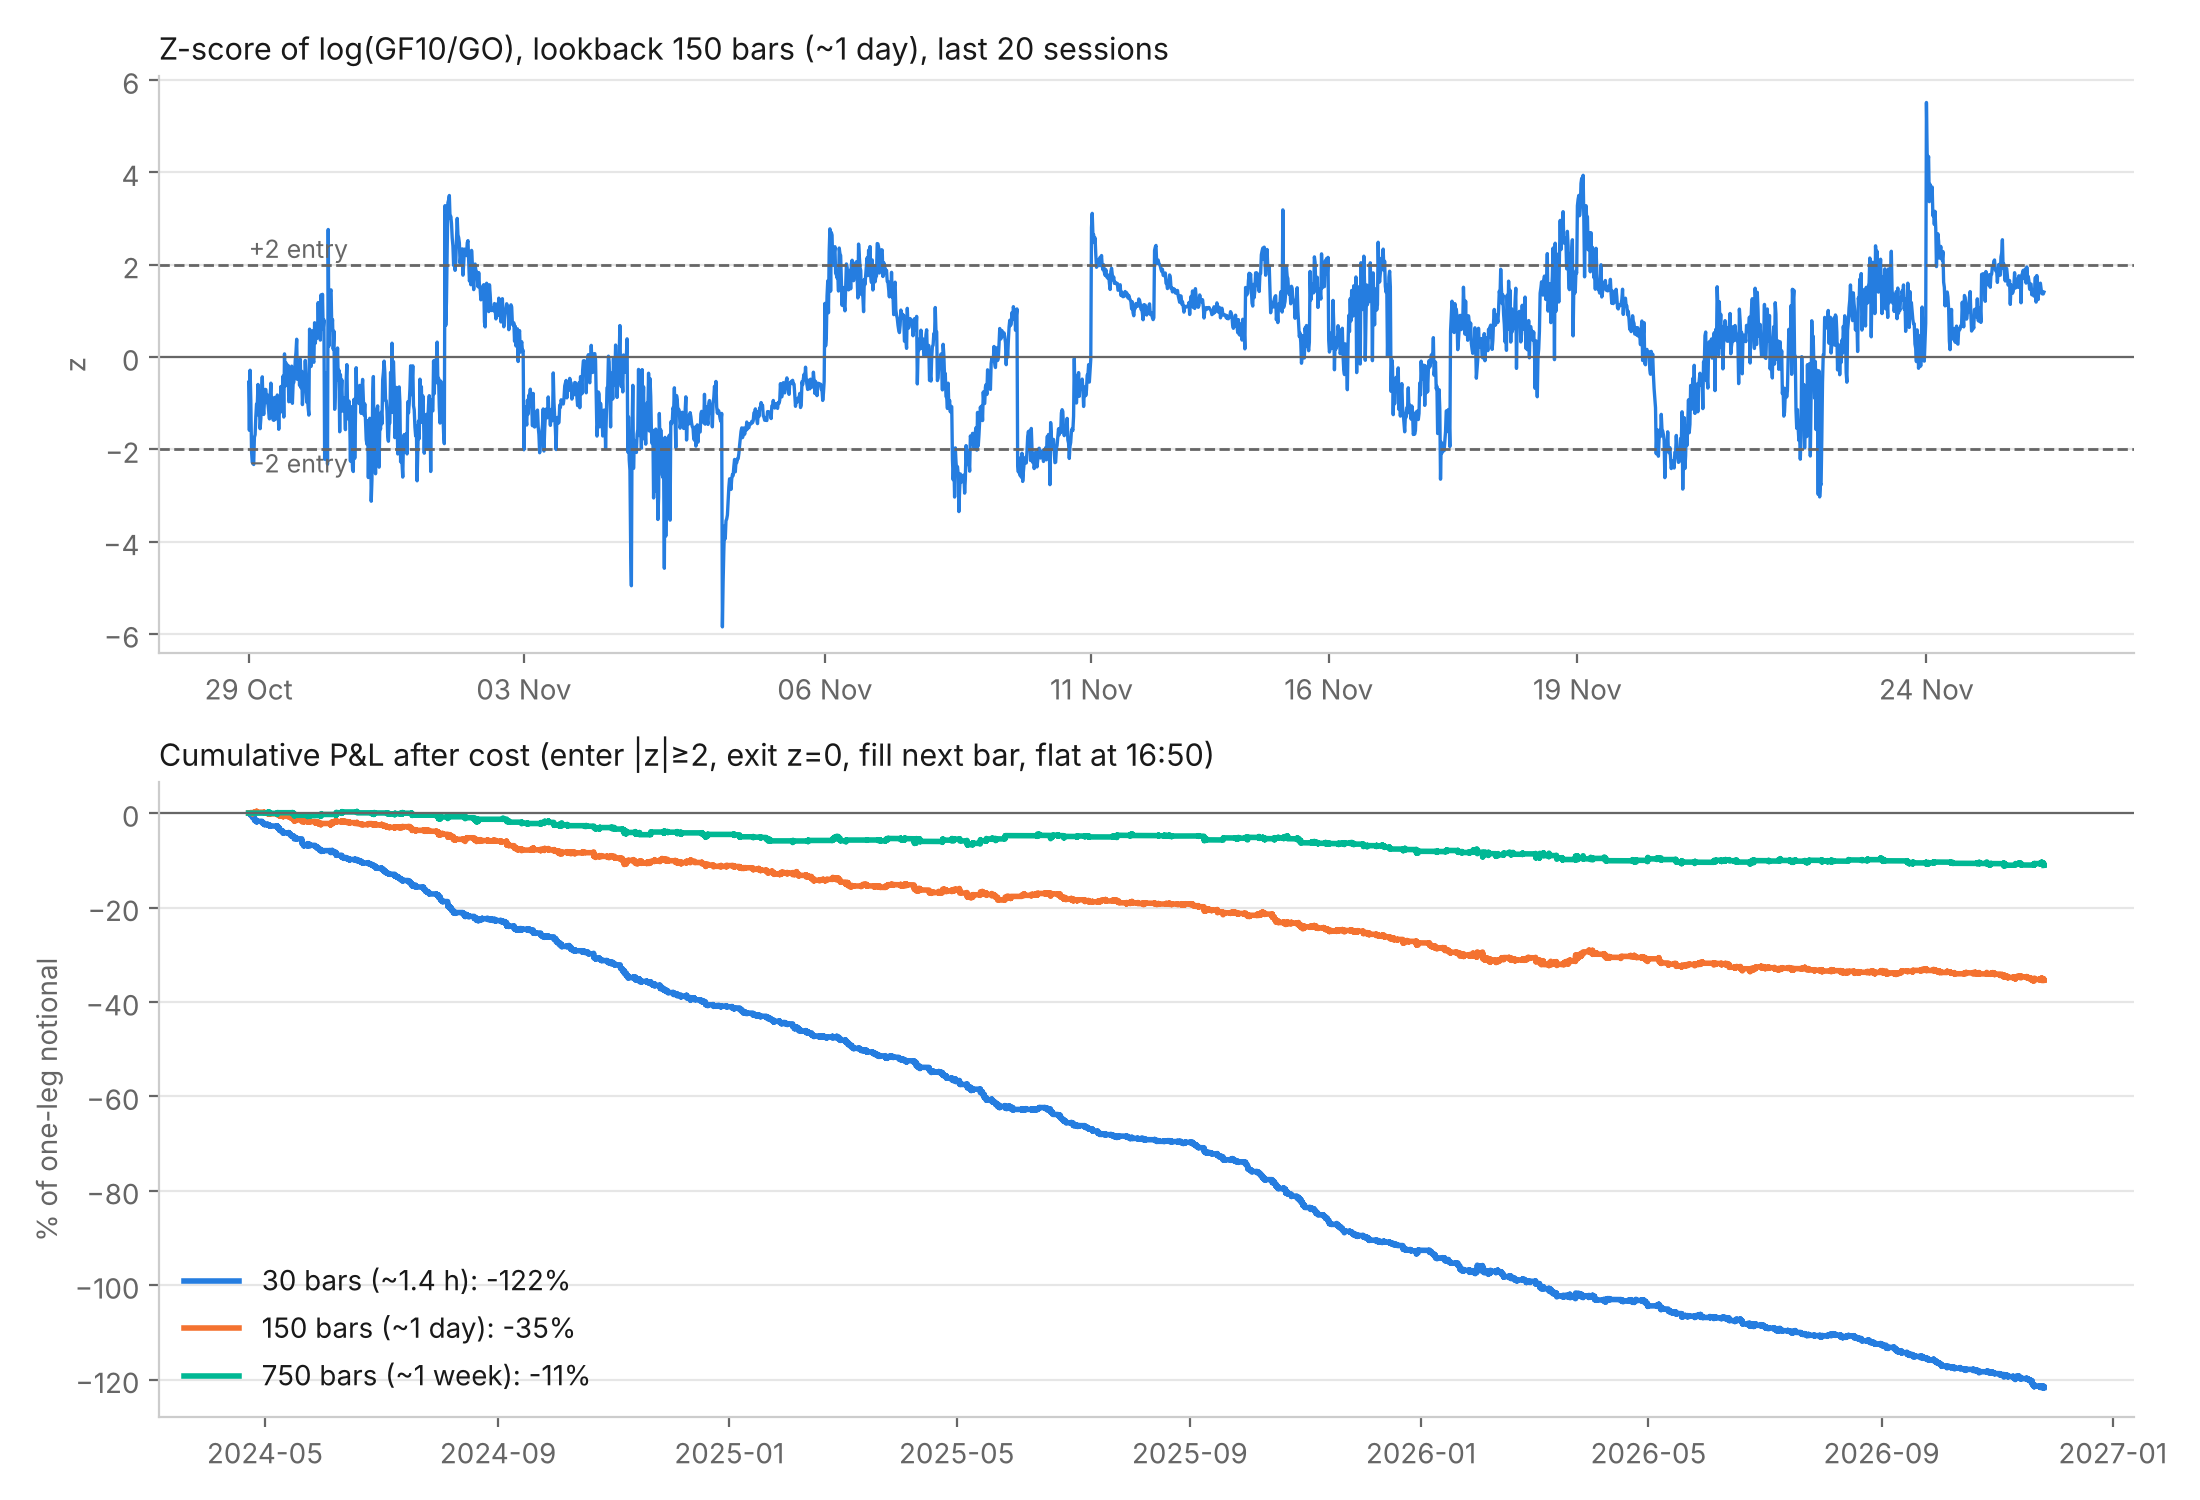 Z-score of log(GF10/GO), lookback 150 bars (~1 day), last 20 sessions
6
4
+2 entry
2
0
z
−2
−2 entry
−4
−6
29 Oct
03 Nov
06 Nov
11 Nov
16 Nov
19 Nov
24 Nov
Cumulative P&L after cost (enter |z|≥2, exit z=0, fill next bar, flat at 16:50)
0
−20
−40
−60
−80
−100
−120
% of one-leg notional
30 bars (~1.4 h): -122%
150 bars (~1 day): -35%
750 bars (~1 week): -11%
2024-05
2024-09
2025-01
2025-05
2025-09
2026-01
2026-05
2026-09
2027-01